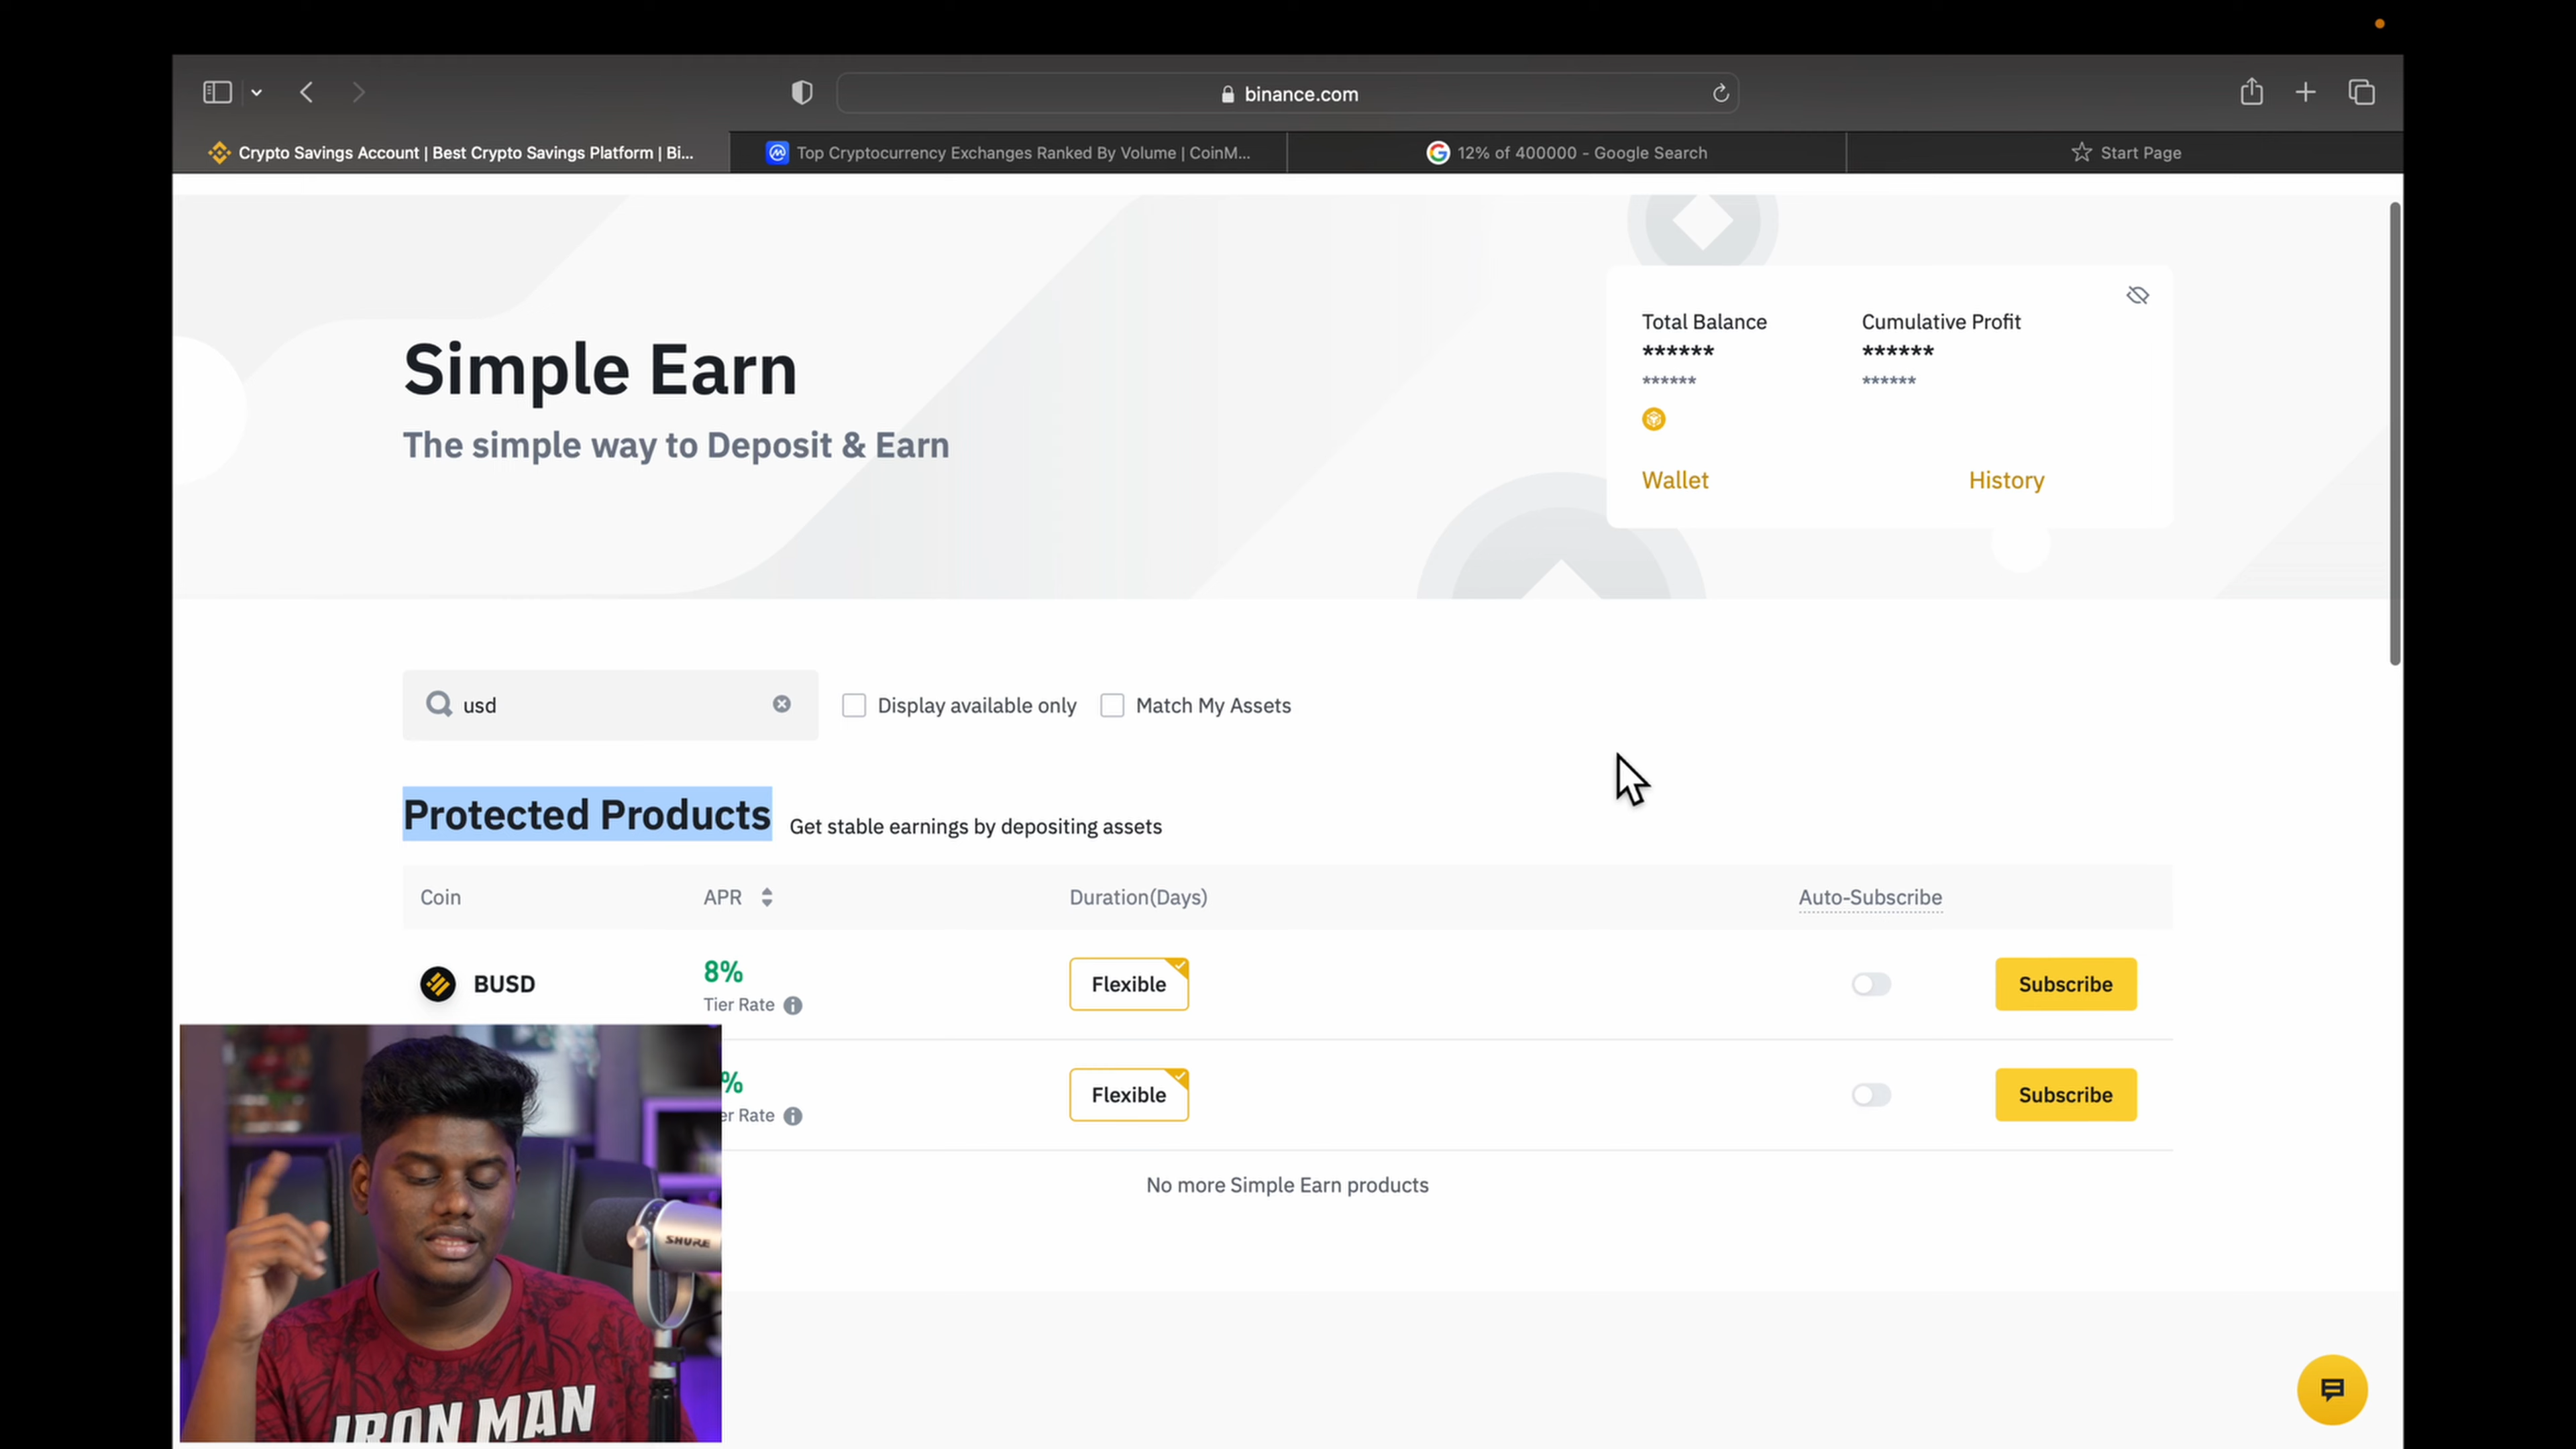 binance.com
Crypto Savings Account | Best Crypto Savings Platform | Bi...
Top Cryptocurrency Exchanges Ranked By Volume | CoinM...
12% of 400000 - Google Search
Start Page
Simple Earn
The simple way to Deposit & Earn
Total Balance
Cumulative Profit
******
******
******
******
Wallet
History
usd
Display available only
Match My Assets
Protected Products
Get stable earnings by depositing assets
Coin
APR
Duration(Days)
Auto-Subscribe
BUSD
8%
Tier Rate
Flexible
Subscribe
%
er Rate
Flexible
Subscribe
No more Simple Earn products
SHURE
IRON MAN